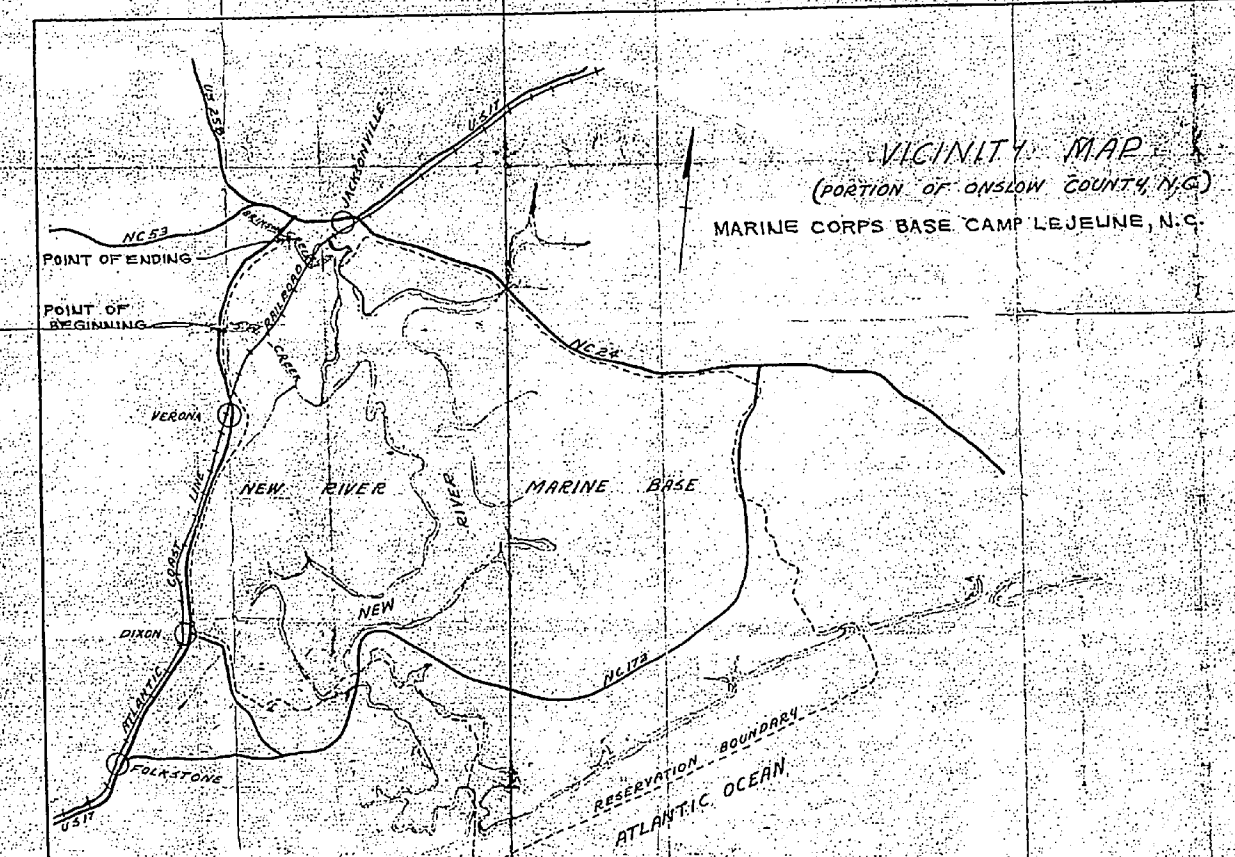 VICINITY MAP
(PORTION OF ONSLOW COUNTY, N.C.)
MARINE CORPS BASE CAMP LEJEUNE, N.C.
US 258
JACKSONVILLE
US 17
NC 53
POINT OF ENDING
RAILROAD
POINT OF
BEGINNING
CREEK
NC 24
VERONA
COAST LINE
NEW RIVER
MARINE BASE
RIVER
NEW
DIXON
ATLANTIC
NC 172
FOLKSTONE
US 17
RESERVATION BOUNDARY
ATLANTIC OCEAN